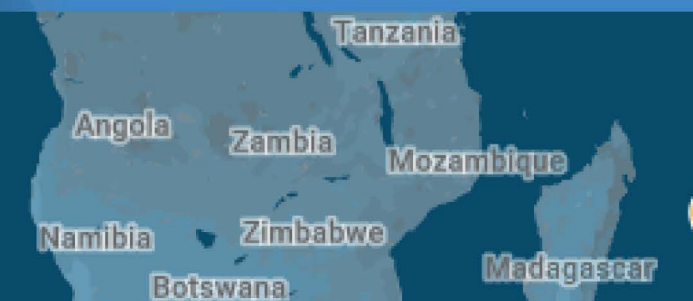 Tanzania
Angola
Zambia
Mozambique
Namibia
Zimbabwe
Madagascar
Botswana